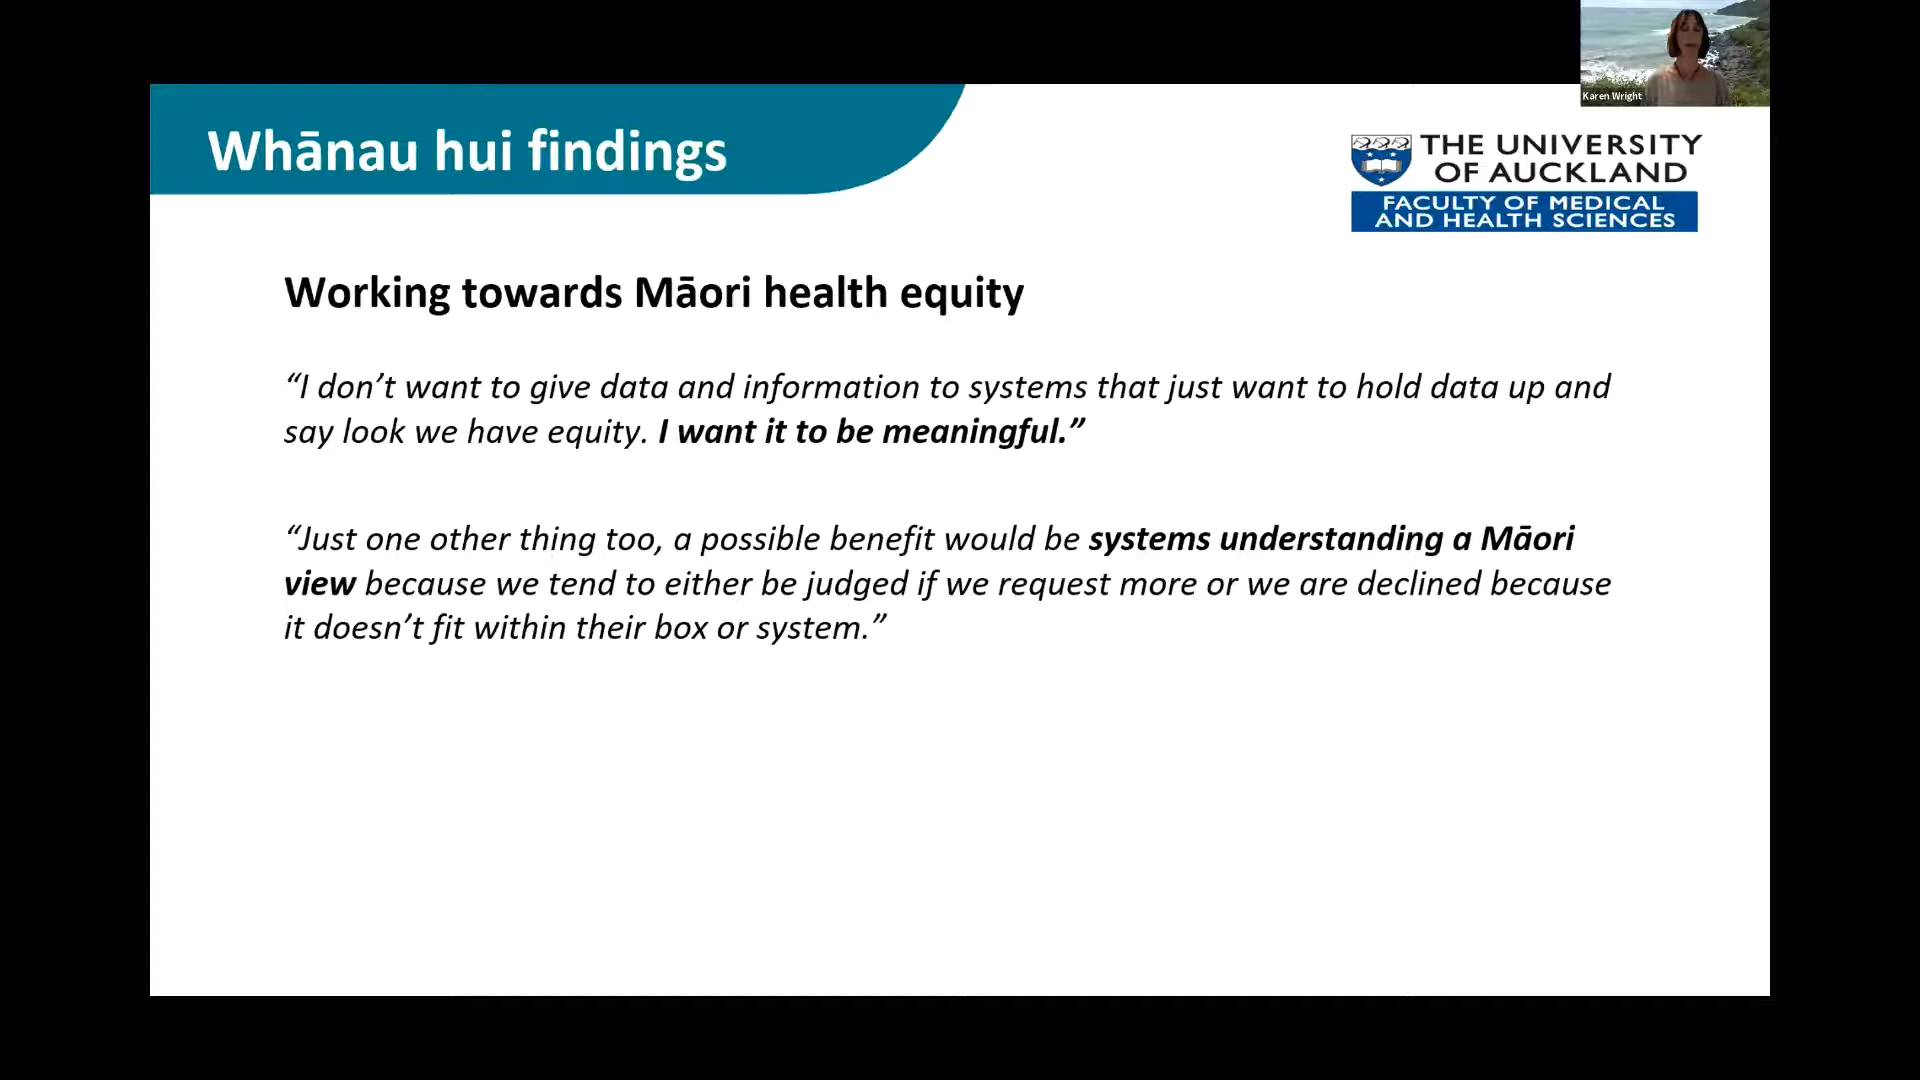 Karen Wright
Whānau hui findings
THE UNIVERSITY
OF AUCKLAND
FACULTY OF MEDICAL
AND HEALTH SCIENCES
Working towards Māori health equity
“I don’t want to give data and information to systems that just want to hold data up and
say look we have equity. I want it to be meaningful.”
“Just one other thing too, a possible benefit would be systems understanding a Māori
view because we tend to either be judged if we request more or we are declined because
it doesn’t fit within their box or system.”